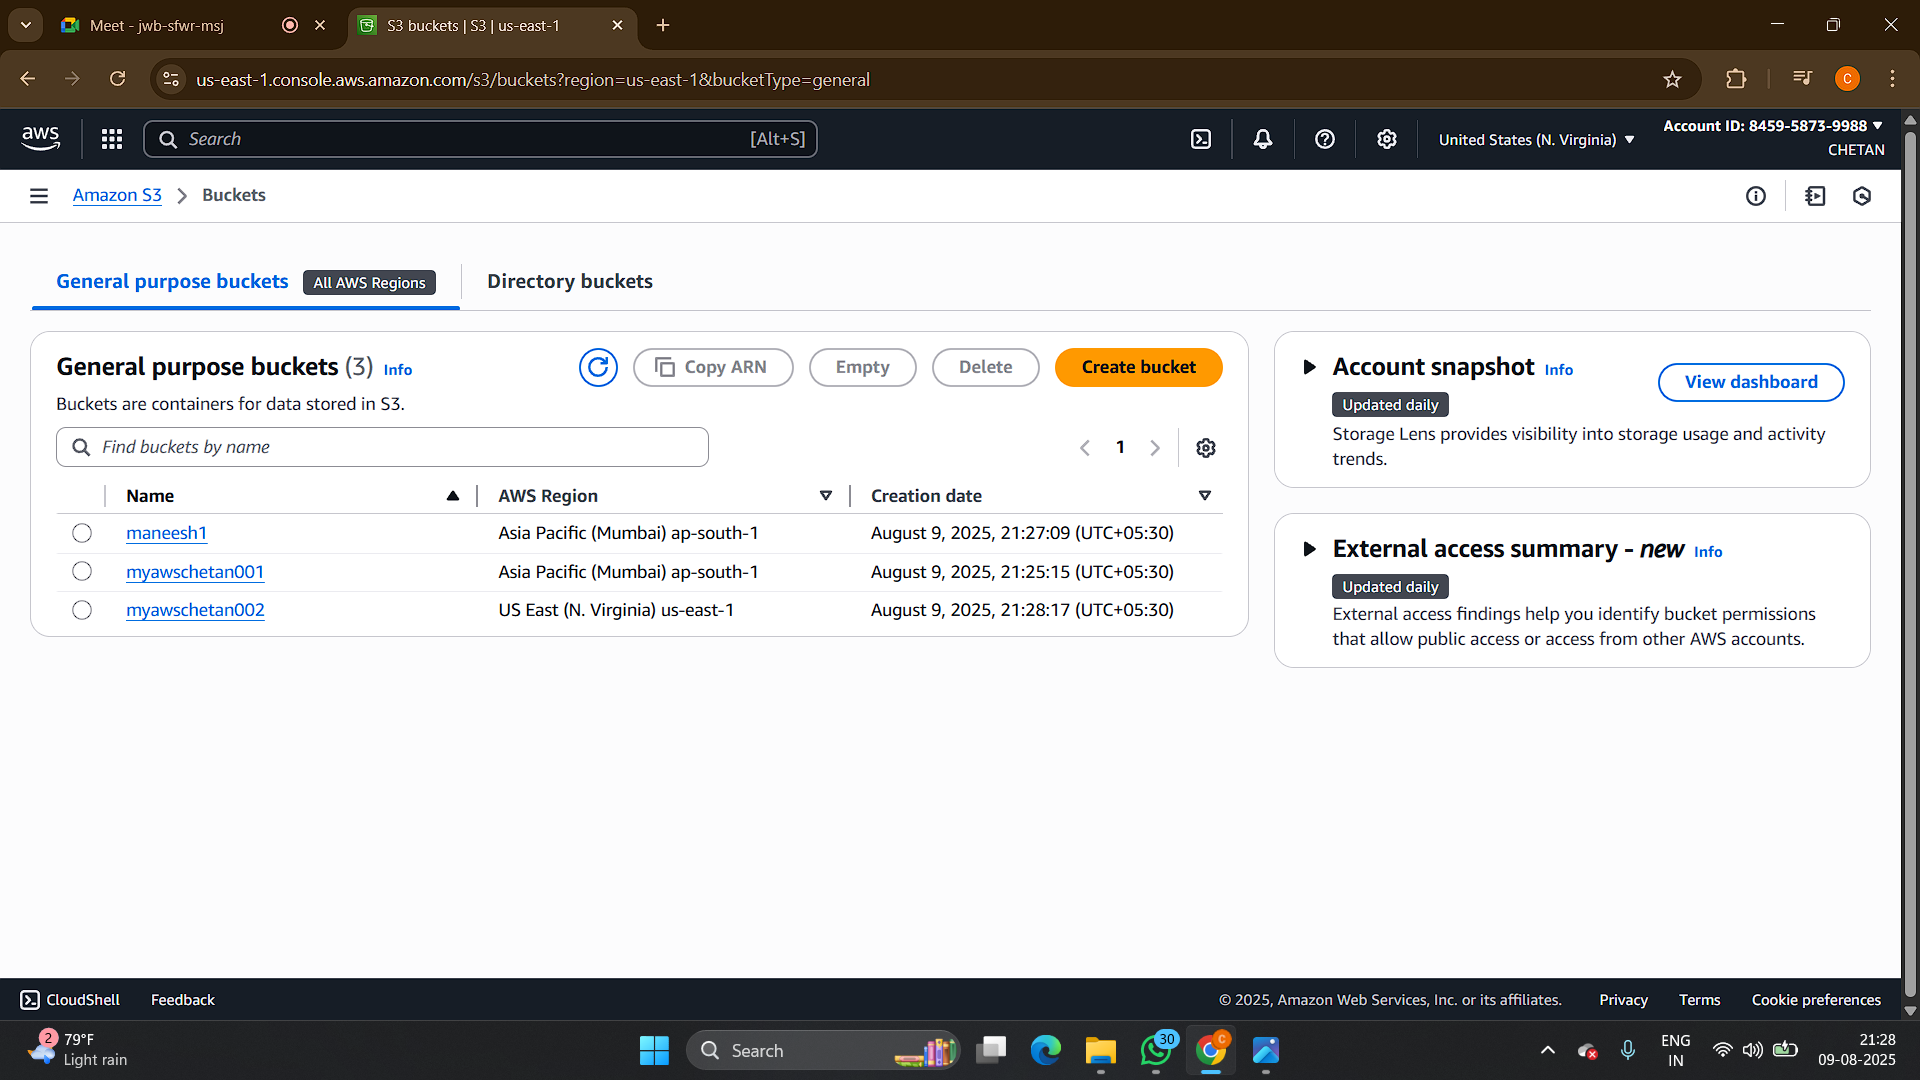 Meet - jwb-sfwr-msj
S3 buckets | S3 | us-east-1
us-east-1.console.aws.amazon.com/s3/buckets?region=us-east-1&bucketType=general
C
aws
Search
[Alt+S]
United States (N. Virginia)
Account ID: 8459-5873-9988
CHETAN
Amazon S3
Buckets
General purpose buckets
All AWS Regions
Directory buckets
General purpose buckets (3)
Info
Copy ARN
Empty
Delete
Create bucket
Buckets are containers for data stored in S3.
Find buckets by name
1
Name
AWS Region
Creation date
maneesh1
Asia Pacific (Mumbai) ap-south-1
August 9, 2025, 21:27:09 (UTC+05:30)
myawschetan001
Asia Pacific (Mumbai) ap-south-1
August 9, 2025, 21:25:15 (UTC+05:30)
myawschetan002
US East (N. Virginia) us-east-1
August 9, 2025, 21:28:17 (UTC+05:30)
Account snapshot
Info
View dashboard
Updated daily
Storage Lens provides visibility into storage usage and activity
trends.
External access summary - new
Info
Updated daily
External access findings help you identify bucket permissions
that allow public access or access from other AWS accounts.
CloudShell
Feedback
© 2025, Amazon Web Services, Inc. or its affiliates.
Privacy
Terms
Cookie preferences
2
79°F
Light rain
Search
30
C
ENG
IN
21:28
09-08-2025